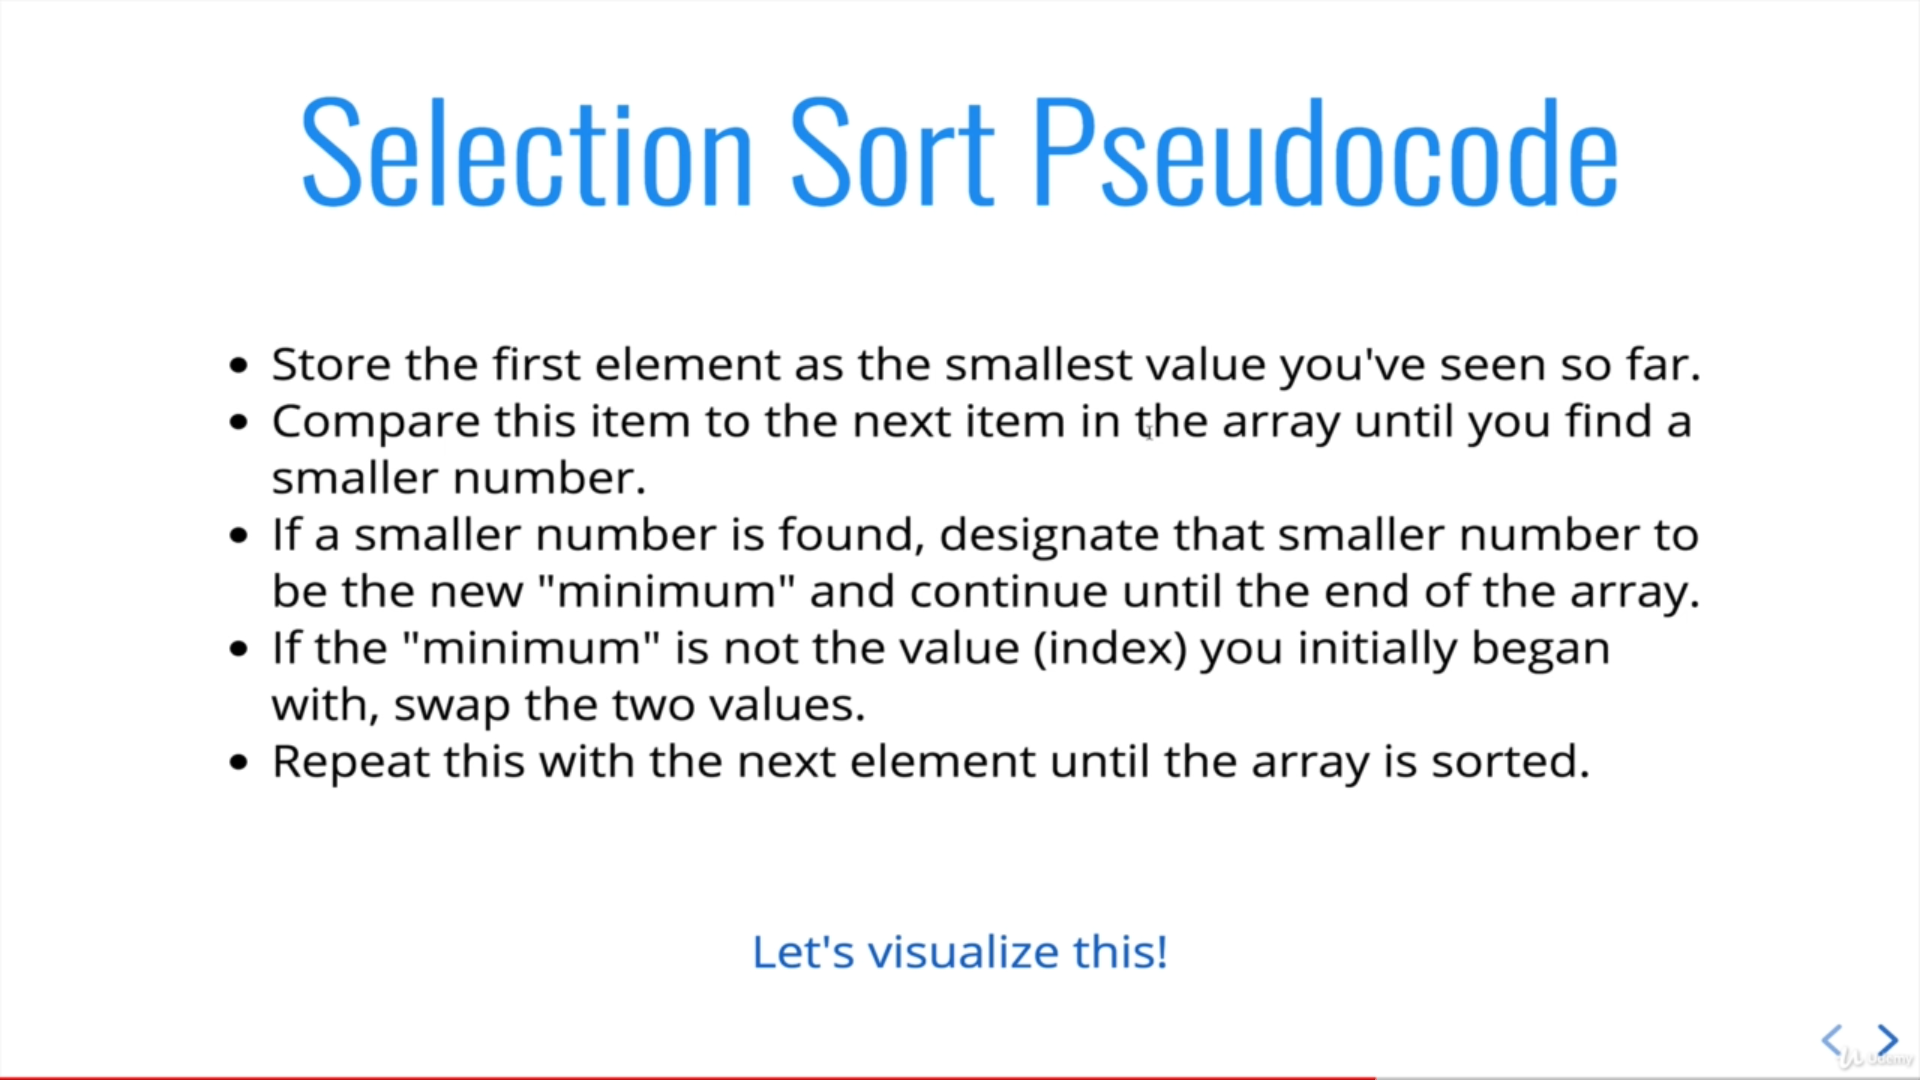 Selection Sort Pseudocode
• Store the first element as the smallest value you've seen so far.
• Compare this item to the next item in the array until you find a
smaller number.
• If a smaller number is found, designate that smaller number to
be the new "minimum" and continue until the end of the array.
• If the "minimum" is not the value (index) you initially began
with, swap the two values.
• Repeat this with the next element until the array is sorted.
Let's visualize this!
Udemy